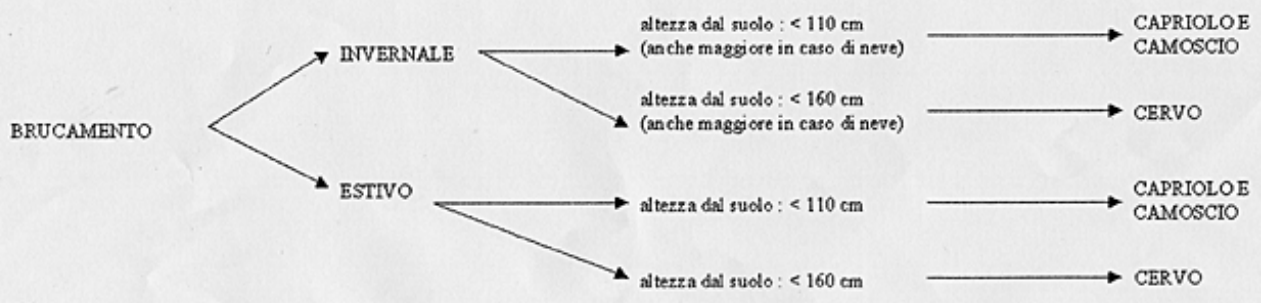 BRUCAMENTO
INVERNALE
altezza dal suolo : < 110 cm
(anche maggiore in caso di neve)
CAPRIOLO E
CAMOSCIO
altezza dal suolo : < 160 cm
(anche maggiore in caso di neve)
CERVO
ESTIVO
altezza dal suolo : < 110 cm
CAPRIOLO E
CAMOSCIO
altezza dal suolo : < 160 cm
CERVO